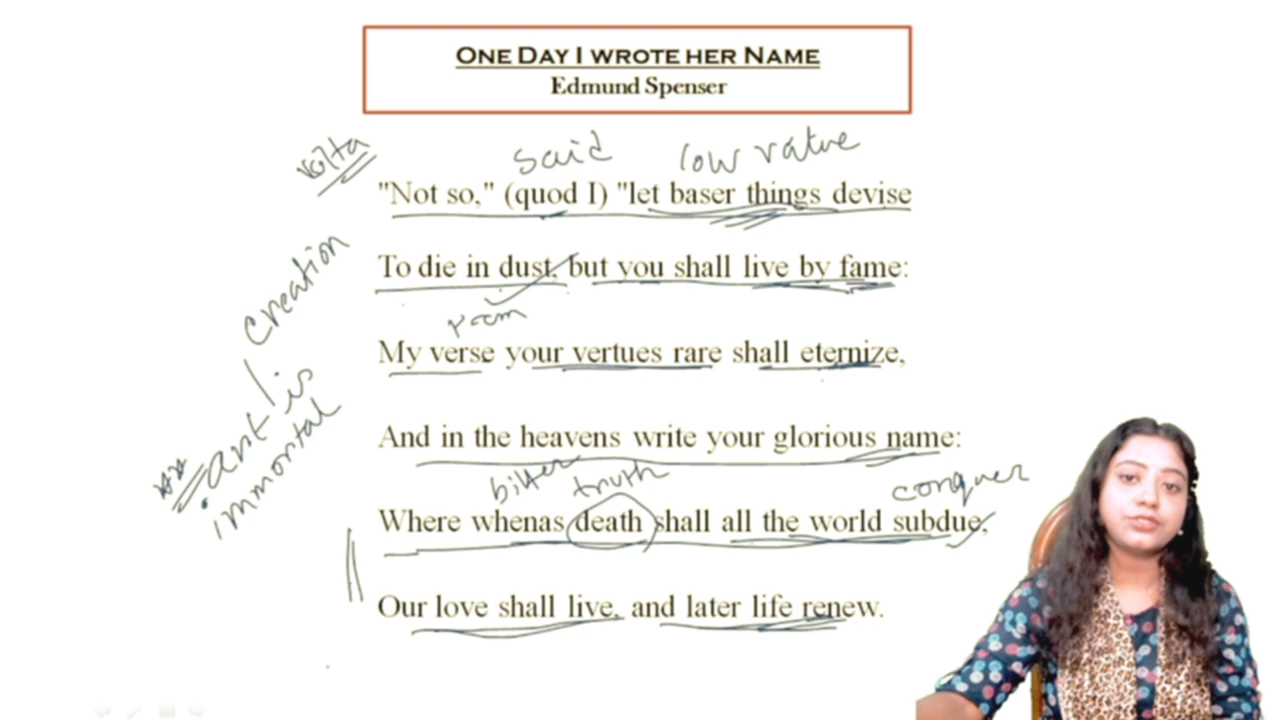 ONE DAY I WROTE HER NAME
Edmund Spenser
volta
said low value
"Not so," (quod I) "let baser things devise
To die in dust, but you shall live by fame:
creation
poem
My verse your vertues rare shall eternize,
art is
immortal
And in the heavens write your glorious name:
bitter truth conquer
Where whenas death shall all the world subdue,
Our love shall live, and later life renew.